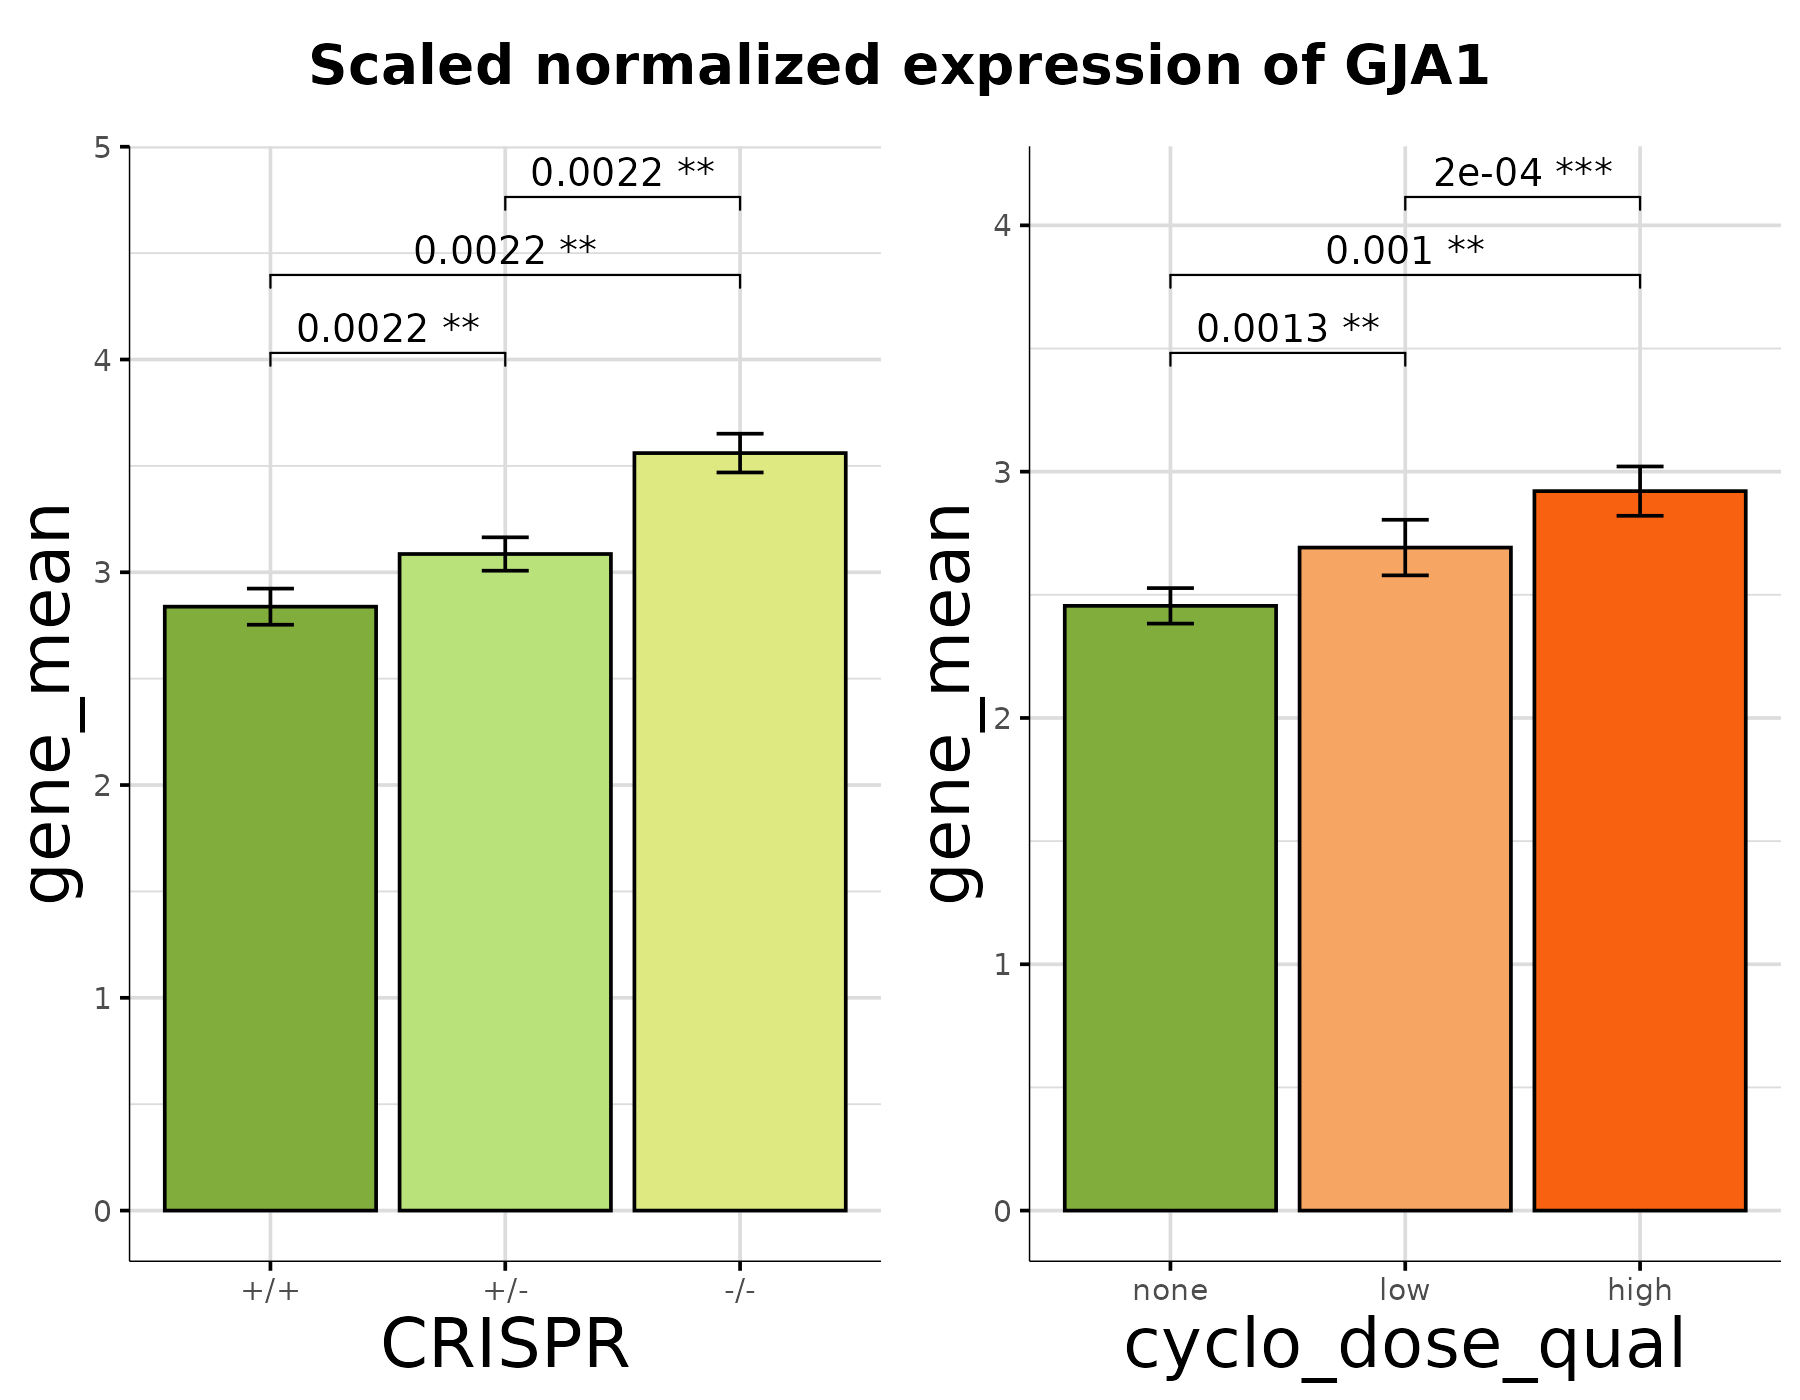 Scaled normalized expression of GJA1
gene_mean
5
4
3
2
1
0
0.0022 **
0.0022 **
0.0022 **
+/+
+/-
-/-
CRISPR
gene_mean
4
3
2
1
0
2e-04 ***
0.001 **
0.0013 **
none
low
high
cyclo_dose_qual